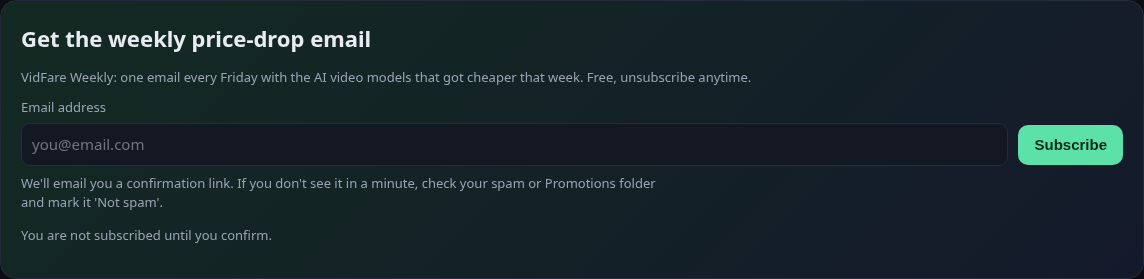 Get the weekly price-drop email
VidFare Weekly: one email every Friday with the AI video models that got cheaper that week. Free, unsubscribe anytime.
Email address
you@email.com
Subscribe
We'll email you a confirmation link. If you don't see it in a minute, check your spam or Promotions folder
and mark it 'Not spam'.
You are not subscribed until you confirm.